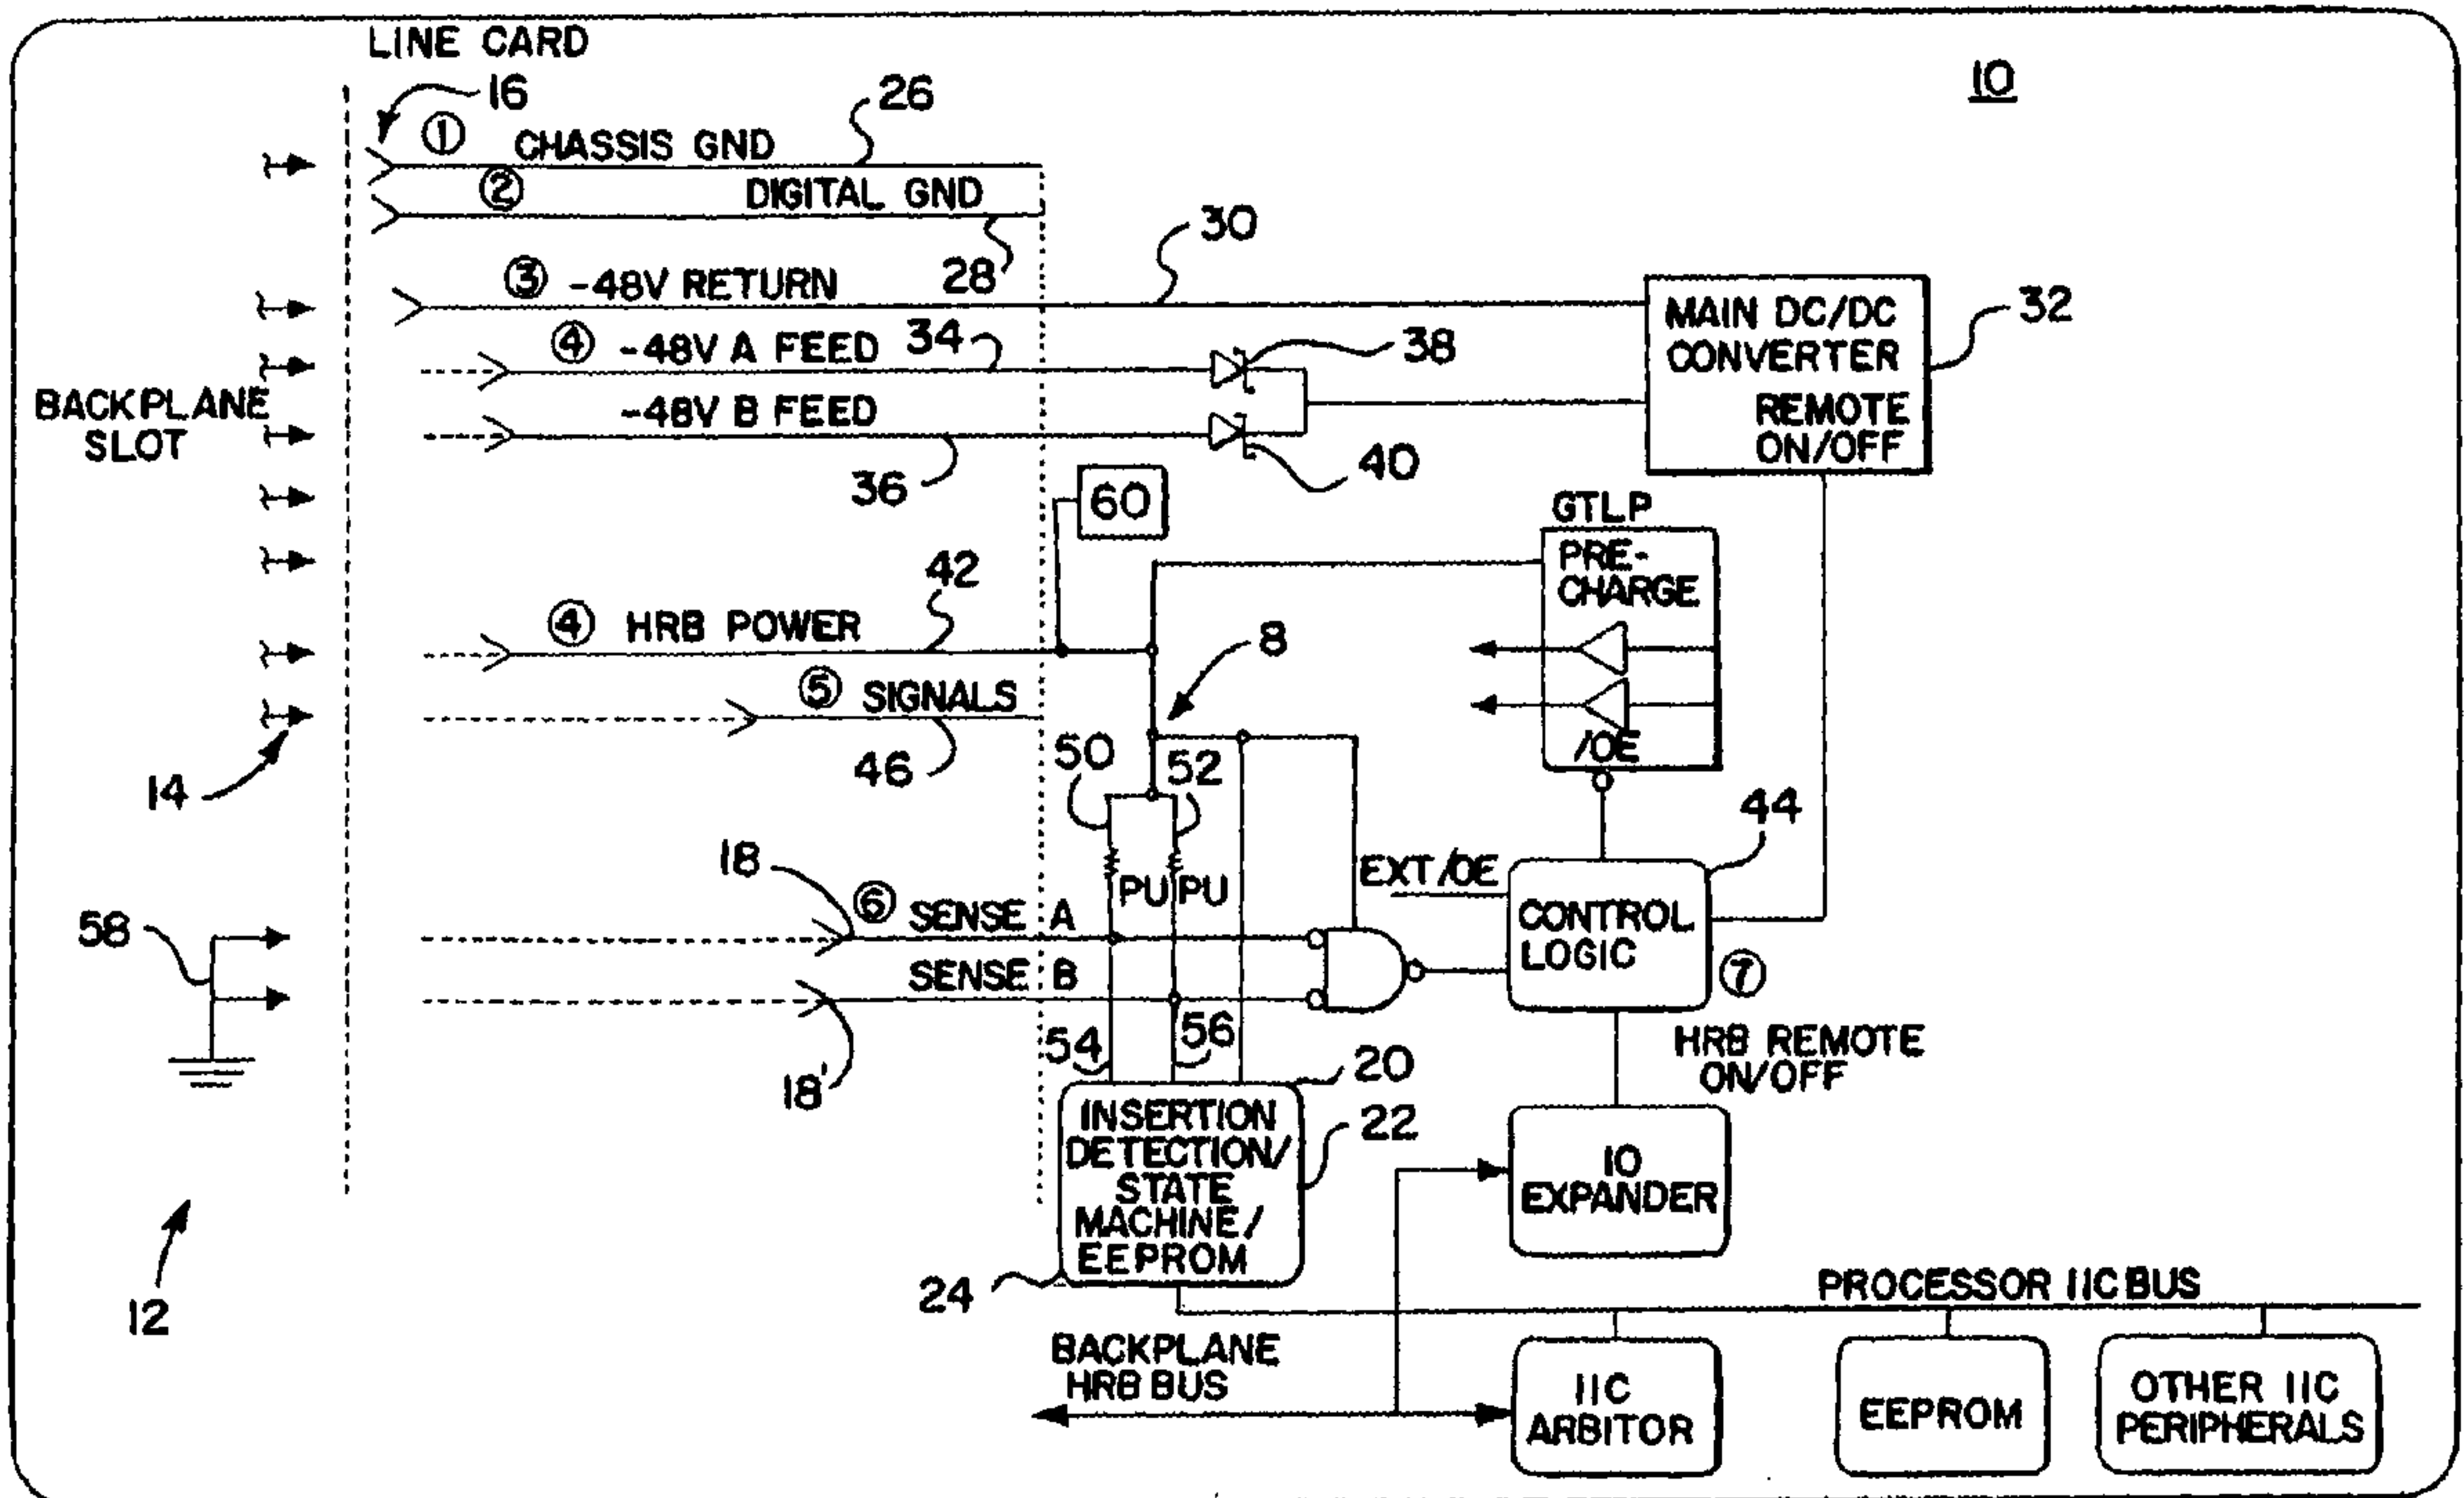 LINE CARD
10
16
26
① CHASSIS GND
② DIGITAL GND
28
30
③ -48V RETURN
④ -48V A FEED
34
38
MAIN DC/DC
CONVERTER
REMOTE
ON/OFF
32
BACKPLANE
SLOT
-48V B FEED
36
40
60
GTLP
PRE-
CHARGE
/OE
42
④ HRB POWER
8
⑤ SIGNALS
46
14
50
52
44
18
PU
PU
EXT/OE
⑥ SENSE A
CONTROL
LOGIC
⑦
58
SENSE B
54
56
18'
20
HRB REMOTE
ON/OFF
INSERTION
DETECTION/
STATE
MACHINE/
EEPROM
22
24
IO
EXPANDER
12
PROCESSOR IIC BUS
BACKPLANE
HRB BUS
IIC
ARBITOR
EEPROM
OTHER IIC
PERIPHERALS